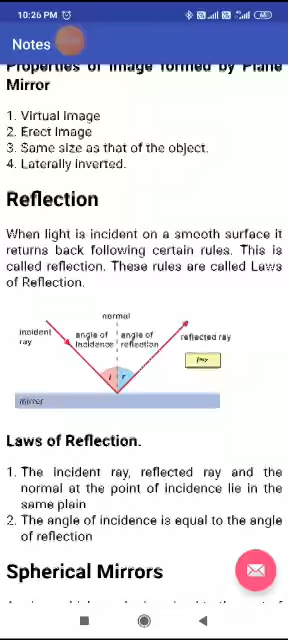 10:26 PM
66
Notes
Properties of Image formed by Plane
Mirror
1. Virtual Image
2. Erect Image
3. Same size as that of the object.
4. Laterally inverted.
Reflection
When light is incident on a smooth surface it
returns back following certain rules. This is
called reflection. These rules are called Laws
of Reflection.
normal
incident
ray
angle of
incidence
angle of
reflection
reflected ray
i r
mirror
Laws of Reflection.
1. The incident ray, reflected ray and the
normal at the point of incidence lie in the
same plain
2. The angle of incidence is equal to the angle
of reflection
Spherical Mirrors